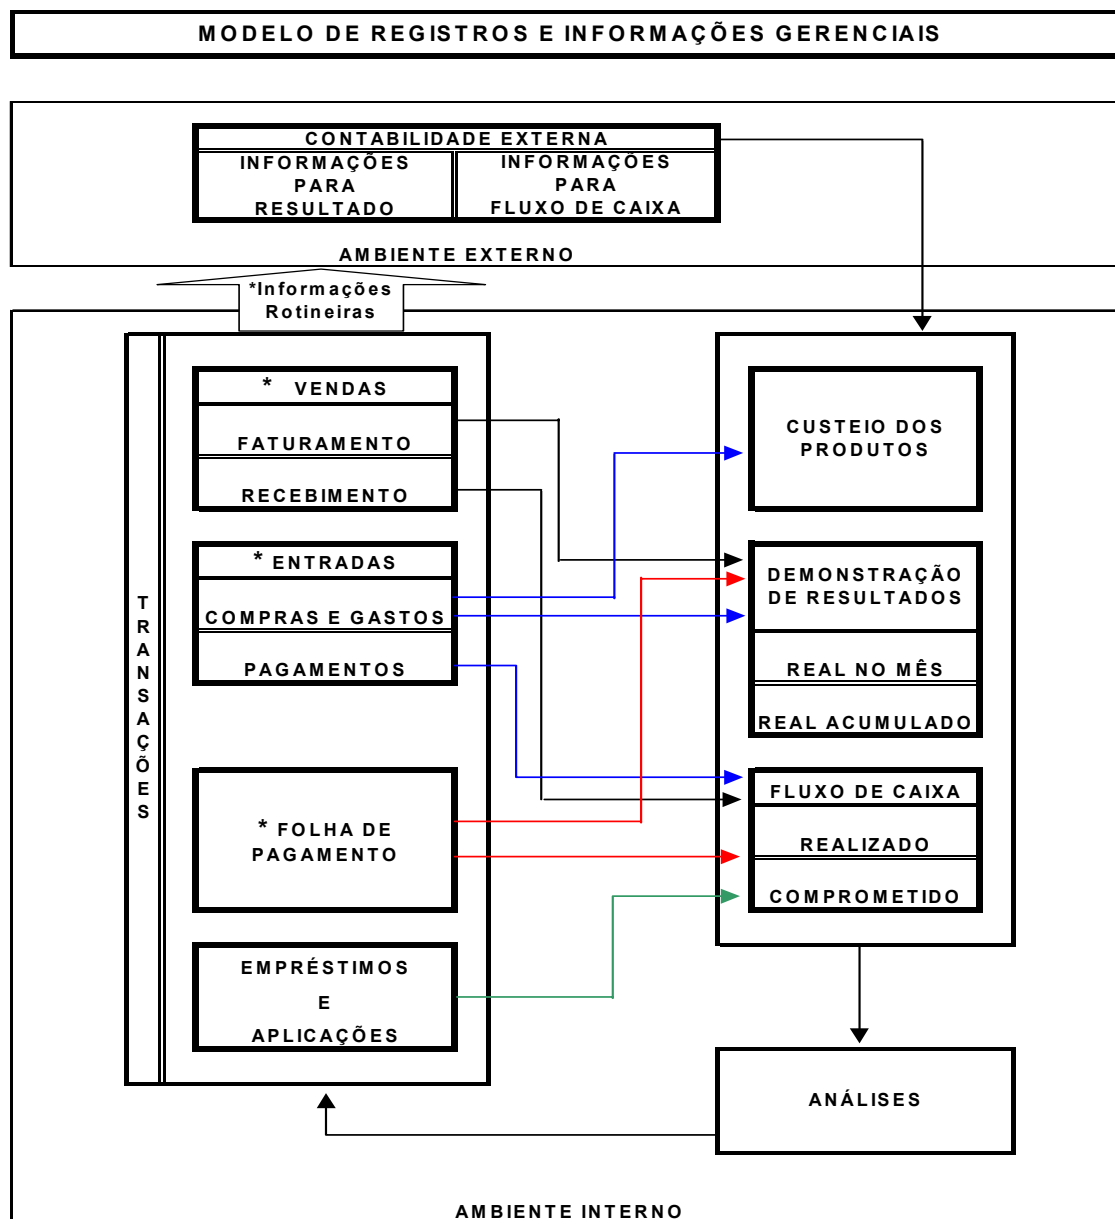 MODELO DE REGISTROS E INFORMAÇÕES GERENCIAIS
CONTABILIDADE EXTERNA
INFORMAÇÕES
PARA
RESULTADO
INFORMAÇÕES
PARA
FLUXO DE CAIXA
AMBIENTE EXTERNO
*Informações
Rotineiras
TRANSAÇÕES
* VENDAS
FATURAMENTO
RECEBIMENTO
* ENTRADAS
COMPRAS E GASTOS
PAGAMENTOS
* FOLHA DE
PAGAMENTO
EMPRÉSTIMOS
E
APLICAÇÕES
CUSTEIO DOS
PRODUTOS
DEMONSTRAÇÃO
DE RESULTADOS
REAL NO MÊS
REAL ACUMULADO
FLUXO DE CAIXA
REALIZADO
COMPROMETIDO
ANÁLISES
AMBIENTE INTERNO